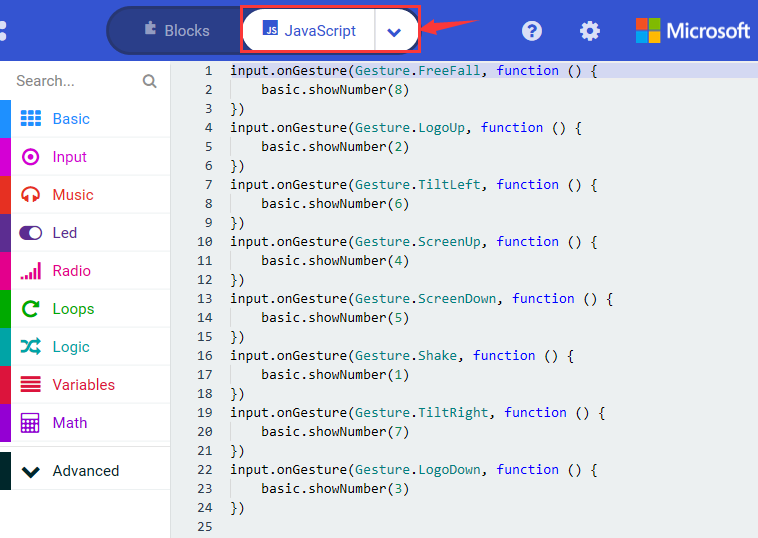 Blocks
JS JavaScript
?
Microsoft
Search...
Basic
Input
Music
Led
Radio
Loops
Logic
Variables
Math
Advanced
1 input.onGesture(Gesture.FreeFall, function () {
2     basic.showNumber(8)
3 })
4 input.onGesture(Gesture.LogoUp, function () {
5     basic.showNumber(2)
6 })
7 input.onGesture(Gesture.TiltLeft, function () {
8     basic.showNumber(6)
9 })
10 input.onGesture(Gesture.ScreenUp, function () {
11     basic.showNumber(4)
12 })
13 input.onGesture(Gesture.ScreenDown, function () {
14     basic.showNumber(5)
15 })
16 input.onGesture(Gesture.Shake, function () {
17     basic.showNumber(1)
18 })
19 input.onGesture(Gesture.TiltRight, function () {
20     basic.showNumber(7)
21 })
22 input.onGesture(Gesture.LogoDown, function () {
23     basic.showNumber(3)
24 })
25